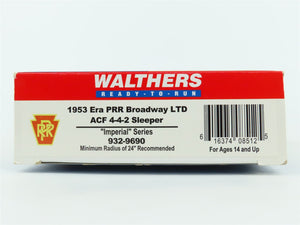 WALTHERS
READY-TO-RUN
1953 Era PRR Broadway LTD
ACF 4-4-2 Sleeper
"Imperial" Series
932-9690
Minimum Radius of 24" Recommended
PRR
6 16374 08512 5
For Ages 14 and Up